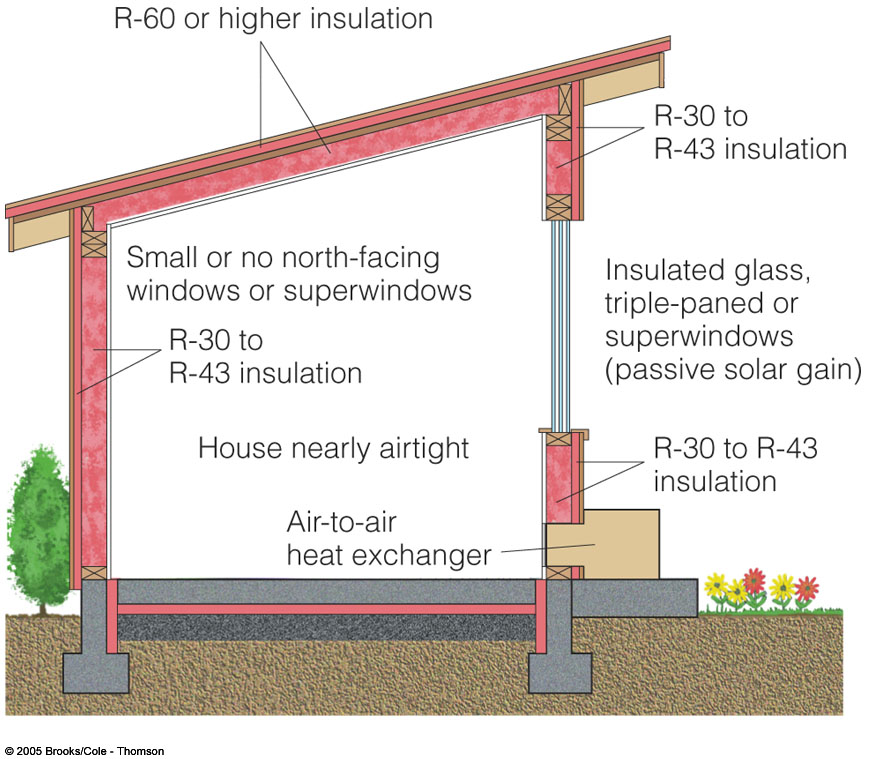 R-60 or higher insulation
R-30 to
R-43 insulation
Small or no north-facing
windows or superwindows
Insulated glass,
triple-paned or
superwindows
(passive solar gain)
R-30 to
R-43 insulation
House nearly airtight
R-30 to R-43
insulation
Air-to-air
heat exchanger
© 2005 Brooks/Cole - Thomson